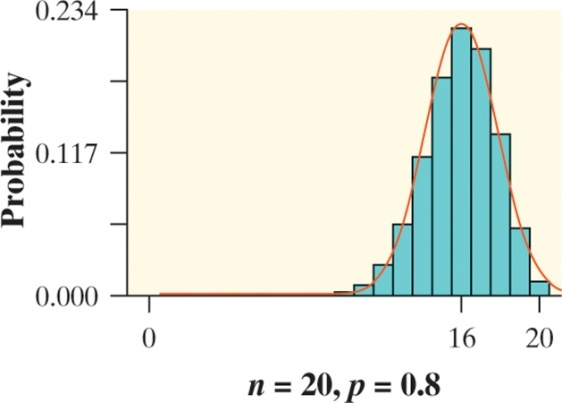 0.234
Probability
0.117
0.000
0 16 20
n = 20, p = 0.8